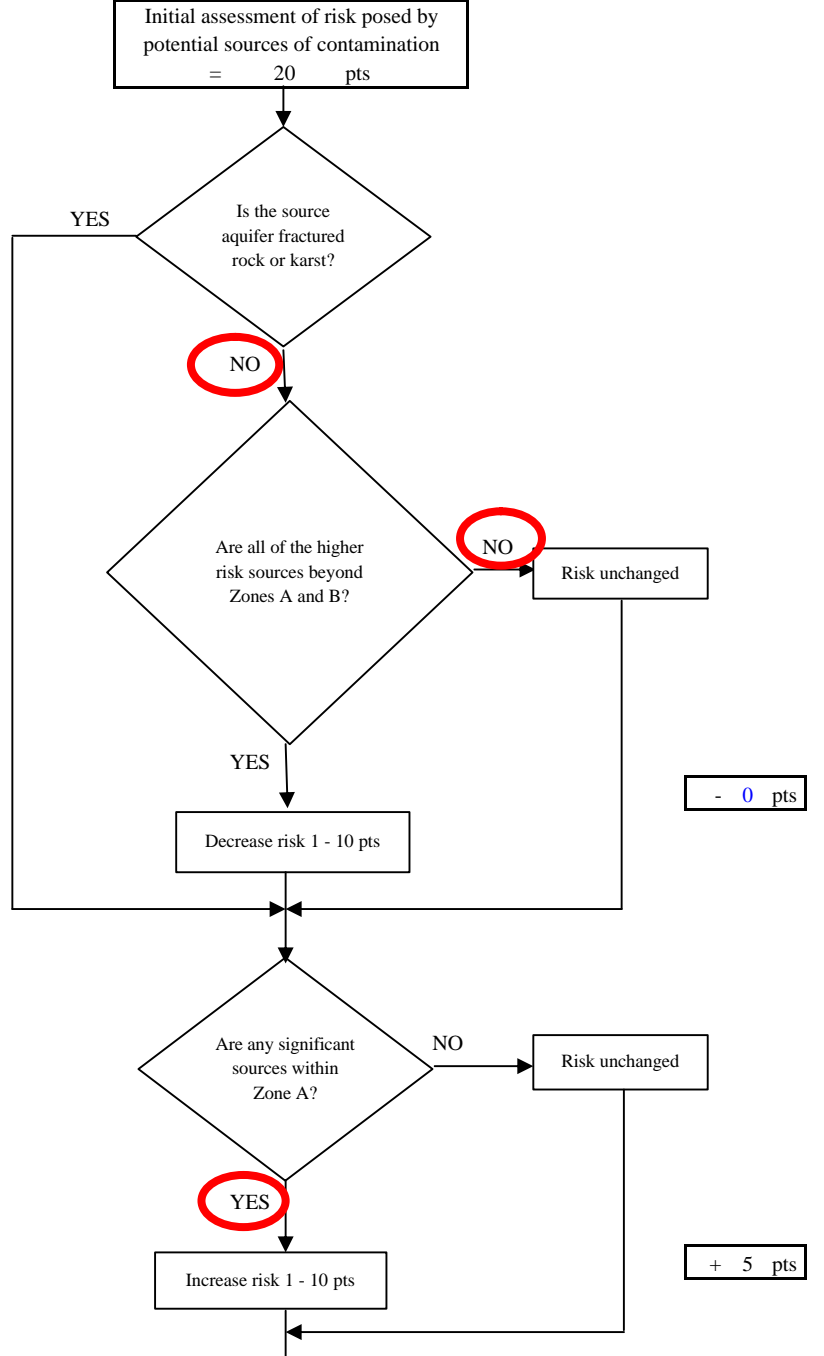 Initial assessment of risk posed by
potential sources of contamination
= 20 pts
YES
Is the source
aquifer fractured
rock or karst?
NO
Are all of the higher
risk sources beyond
Zones A and B?
NO
Risk unchanged
YES
- 0 pts
Decrease risk 1 - 10 pts
Are any significant
sources within
Zone A?
NO
Risk unchanged
YES
+ 5 pts
Increase risk 1 - 10 pts